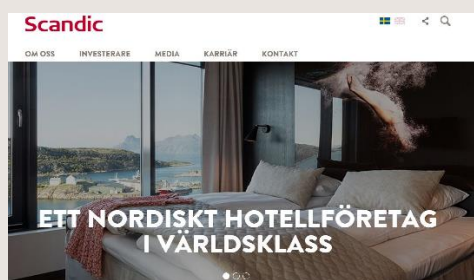 Scandic
OM OSS INVESTERARE MEDIA KARRIÄR KONTAKT
ETT NORDISKT HOTELLFÖRETAG
I VÄRLDSKLASS